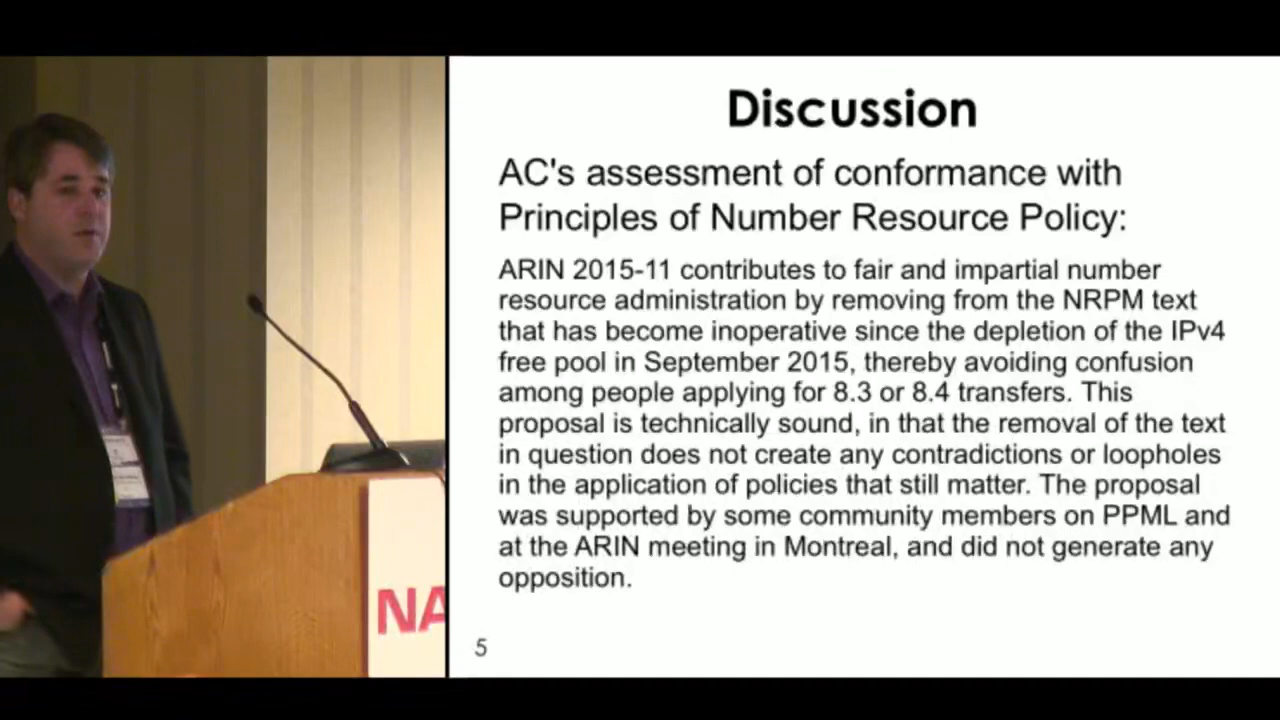 Discussion
AC's assessment of conformance with
Principles of Number Resource Policy:
ARIN 2015-11 contributes to fair and impartial number
resource administration by removing from the NRPM text
that has become inoperative since the depletion of the IPv4
free pool in September 2015, thereby avoiding confusion
among people applying for 8.3 or 8.4 transfers. This
proposal is technically sound, in that the removal of the text
in question does not create any contradictions or loopholes
in the application of policies that still matter. The proposal
was supported by some community members on PPML and
at the ARIN meeting in Montreal, and did not generate any
opposition.
5
NA